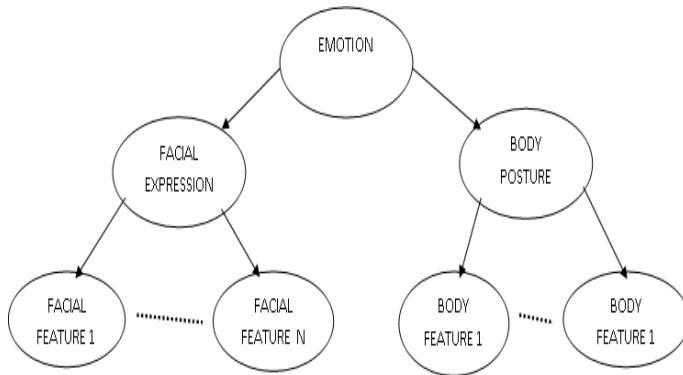 EMOTION
FACIAL
EXPRESSION
BODY
POSTURE
FACIAL
FEATURE 1
FACIAL
FEATURE N
BODY
FEATURE 1
BODY
FEATURE 1